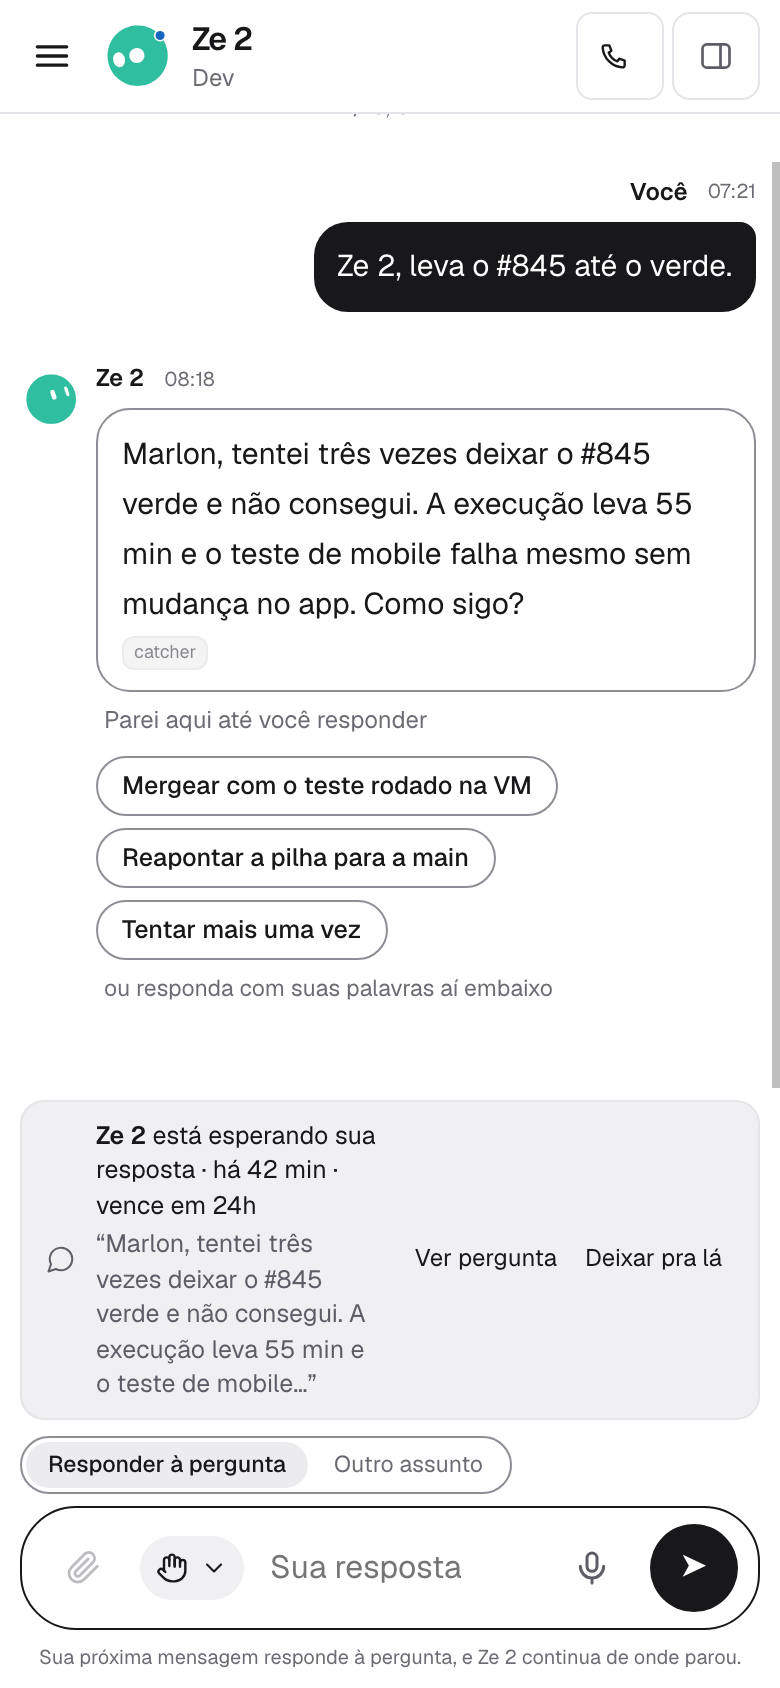 Ze 2
Dev
Você 07:21
Ze 2, leva o #845 até o verde.
Ze 2 08:18
Marlon, tentei três vezes deixar o #845
verde e não consegui. A execução leva 55
min e o teste de mobile falha mesmo sem
mudança no app. Como sigo?
catcher
Parei aqui até você responder
Mergear com o teste rodado na VM
Reapontar a pilha para a main
Tentar mais uma vez
ou responda com suas palavras aí embaixo
Ze 2 está esperando sua
resposta · há 42 min ·
vence em 24h
“Marlon, tentei três
vezes deixar o #845
verde e não consegui. A
execução leva 55 min e
o teste de mobile…”
Ver pergunta Deixar pra lá
Responder à pergunta Outro assunto
Sua resposta
Sua próxima mensagem responde à pergunta, e Ze 2 continua de onde parou.